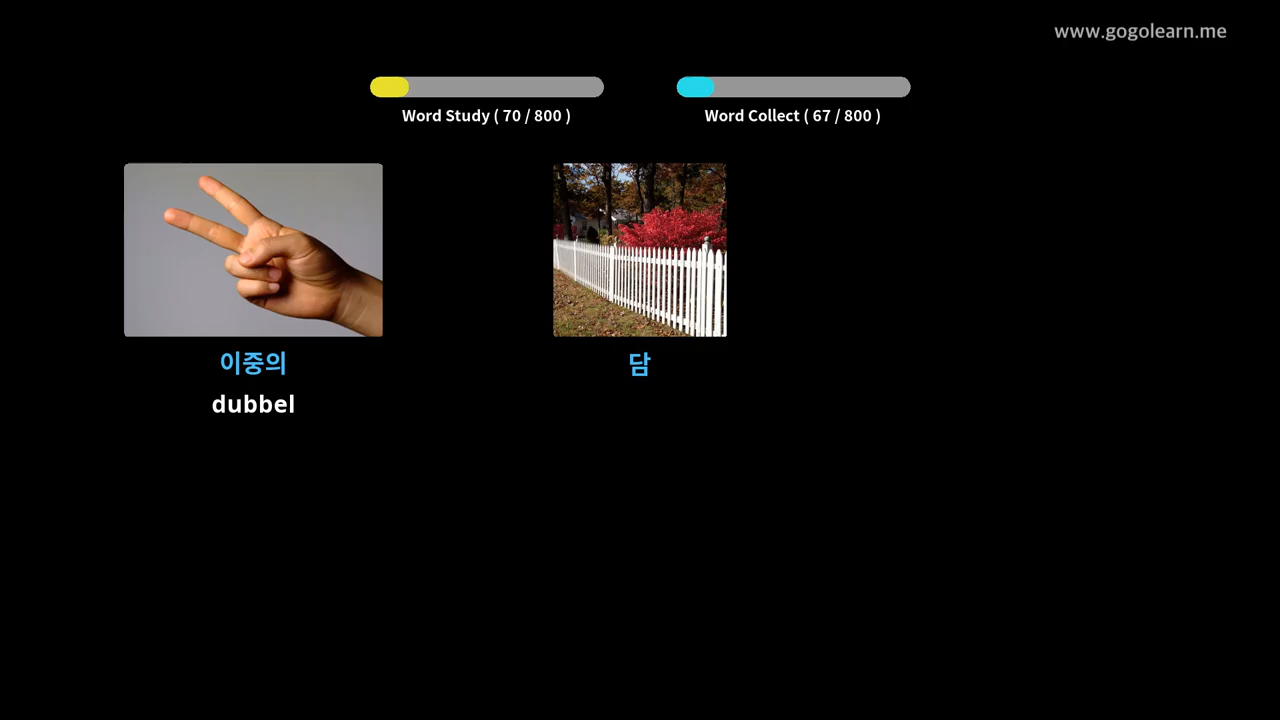 www.gogolearn.me
Word Study ( 70 / 800 )
Word Collect ( 67 / 800 )
이중의
담
dubbel